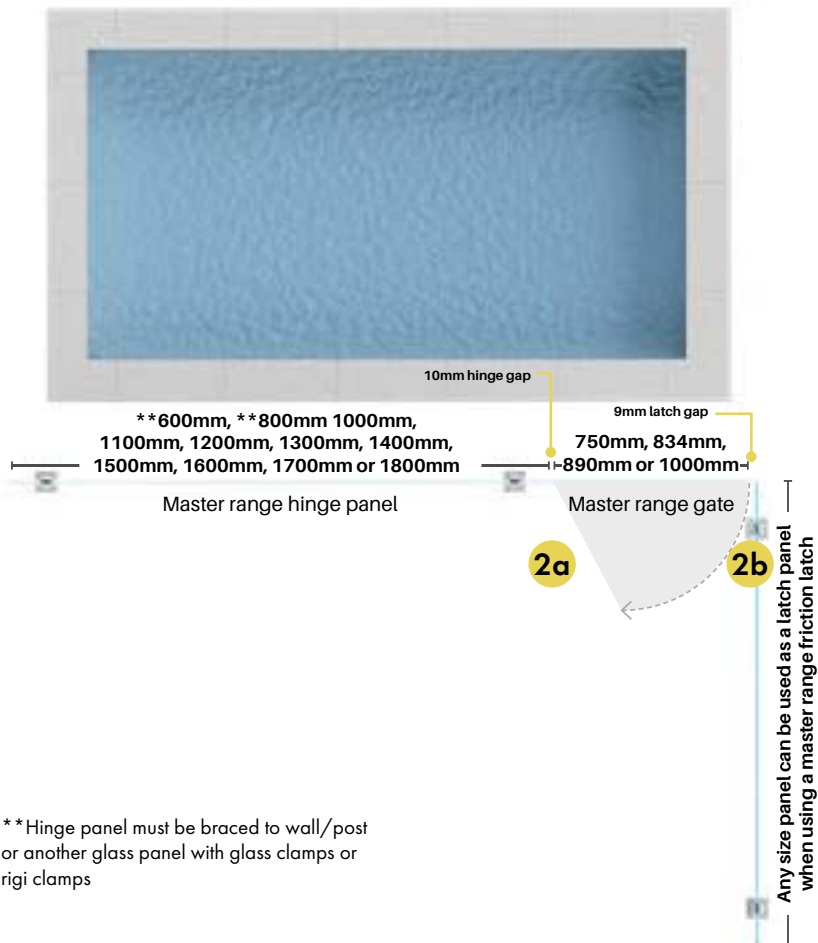 10mm hinge gap
9mm latch gap
**600mm, **800mm 1000mm,
1100mm, 1200mm, 1300mm, 1400mm,
1500mm, 1600mm, 1700mm or 1800mm
750mm, 834mm,
890mm or 1000mm
Master range hinge panel
Master range gate
2a
2b
Any size panel can be used as a latch panel
when using a master range friction latch
**Hinge panel must be braced to wall/post
or another glass panel with glass clamps or
rigi clamps